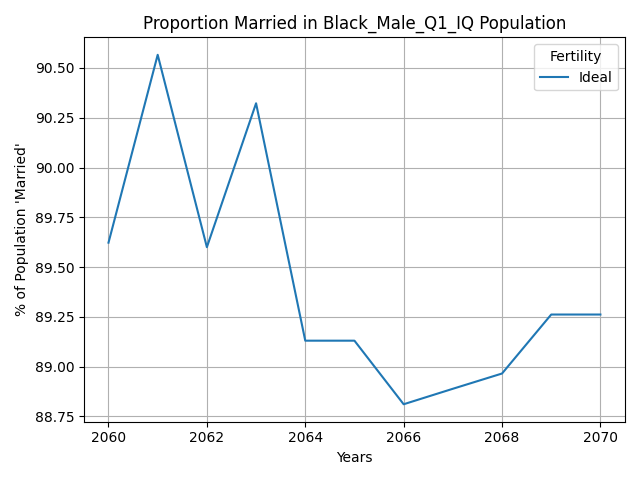 Proportion Married in Black_Male_Q1_IQ Population
Fertility
Ideal
90.50
90.25
90.00
89.75
89.50
89.25
89.00
88.75
% of Population 'Married'
2060 2062 2064 2066 2068 2070
Years